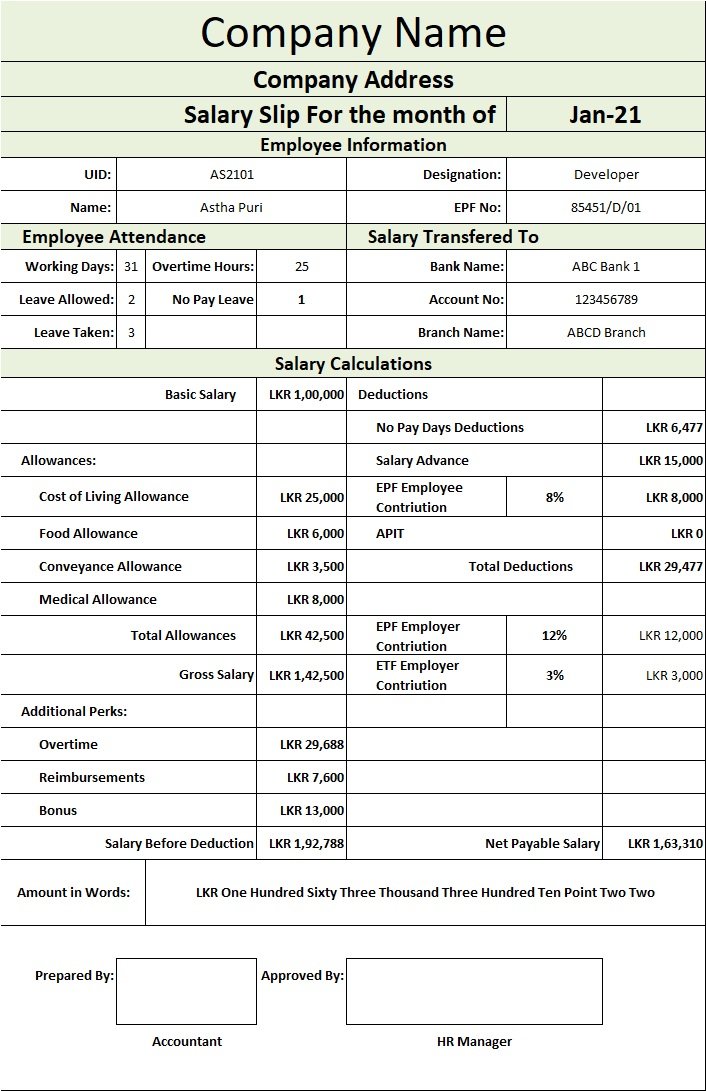 Company Name
Company Address
Salary Slip For the month of Jan-21
Employee Information
UID: AS2101 Designation: Developer
Name: Astha Puri EPF No: 85451/D/01
Employee Attendance Salary Transfered To
Working Days: 31 Overtime Hours: 25 Bank Name: ABC Bank 1
Leave Allowed: 2 No Pay Leave 1 Account No: 123456789
Leave Taken: 3 Branch Name: ABCD Branch
Salary Calculations
Basic Salary LKR 1,00,000 Deductions
No Pay Days Deductions LKR 6,477
Allowances: Salary Advance LKR 15,000
Cost of Living Allowance LKR 25,000 EPF Employee
Contriution 8% LKR 8,000
Food Allowance LKR 6,000 APIT LKR 0
Conveyance Allowance LKR 3,500 Total Deductions LKR 29,477
Medical Allowance LKR 8,000
Total Allowances LKR 42,500 EPF Employer
Contriution 12% LKR 12,000
Gross Salary LKR 1,42,500 ETF Employer
Contriution 3% LKR 3,000
Additional Perks:
Overtime LKR 29,688
Reimbursements LKR 7,600
Bonus LKR 13,000
Salary Before Deduction LKR 1,92,788 Net Payable Salary LKR 1,63,310
Amount in Words: LKR One Hundred Sixty Three Thousand Three Hundred Ten Point Two Two
Prepared By: Approved By:
Accountant HR Manager